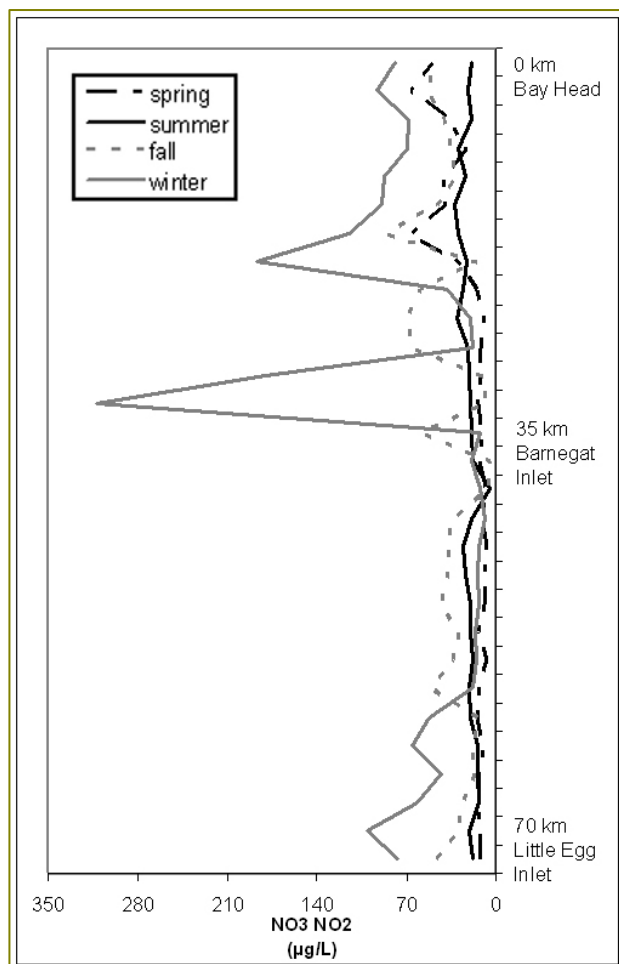 spring
summer
fall
winter
0 km
Bay Head
35 km
Barnegat
Inlet
70 km
Little Egg
Inlet
350 280 210 140 70 0
NO3 NO2
(µg/L)